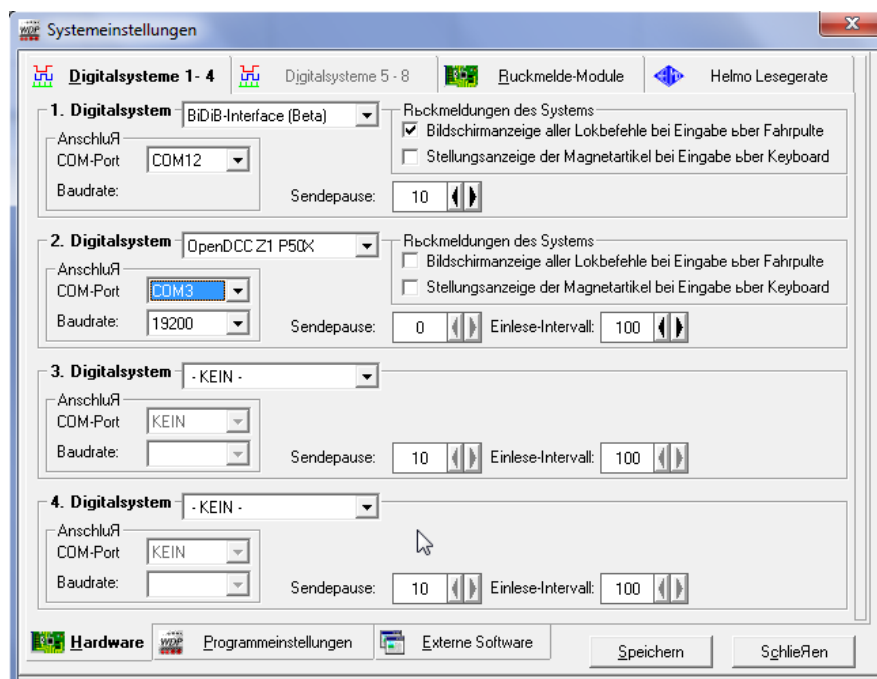 WDP Systemeinstellungen
Digitalsysteme 1- 4 Digitalsysteme 5 - 8 Ruckmelde-Module Helmo Lesegerate
1. Digitalsystem BiDiB-Interface (Beta) Rьckmeldungen des Systems
AnschluЯ Bildschirmanzeige aller Lokbefehle bei Eingabe ьber Fahrpulte
COM-Port COM12 Stellungsanzeige der Magnetartikel bei Eingabe ьber Keyboard
Baudrate: Sendepause: 10
2. Digitalsystem OpenDCC Z1 P50X Rьckmeldungen des Systems
AnschluЯ Bildschirmanzeige aller Lokbefehle bei Eingabe ьber Fahrpulte
COM-Port COM3 Stellungsanzeige der Magnetartikel bei Eingabe ьber Keyboard
Baudrate: 19200 Sendepause: 0 Einlese-Intervall: 100
3. Digitalsystem - KEIN -
AnschluЯ
COM-Port KEIN
Baudrate: Sendepause: 10 Einlese-Intervall: 100
4. Digitalsystem - KEIN -
AnschluЯ
COM-Port KEIN
Baudrate: Sendepause: 10 Einlese-Intervall: 100
Hardware WDP Programmeinstellungen Externe Software Speichern SchlieЯen